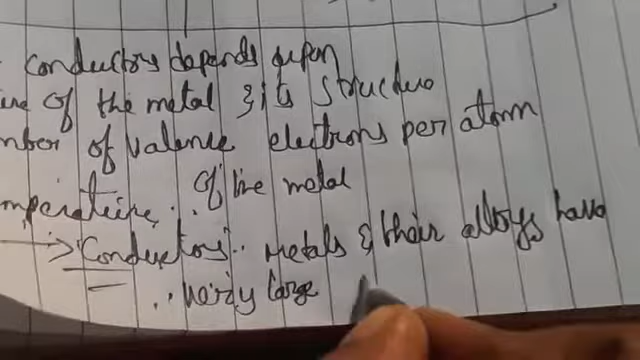 Conductors depends upon
of the metal & its structuo
of valence electrons per atom
of the metal
→ Conductors:. Metals & their alloys have
.. very large